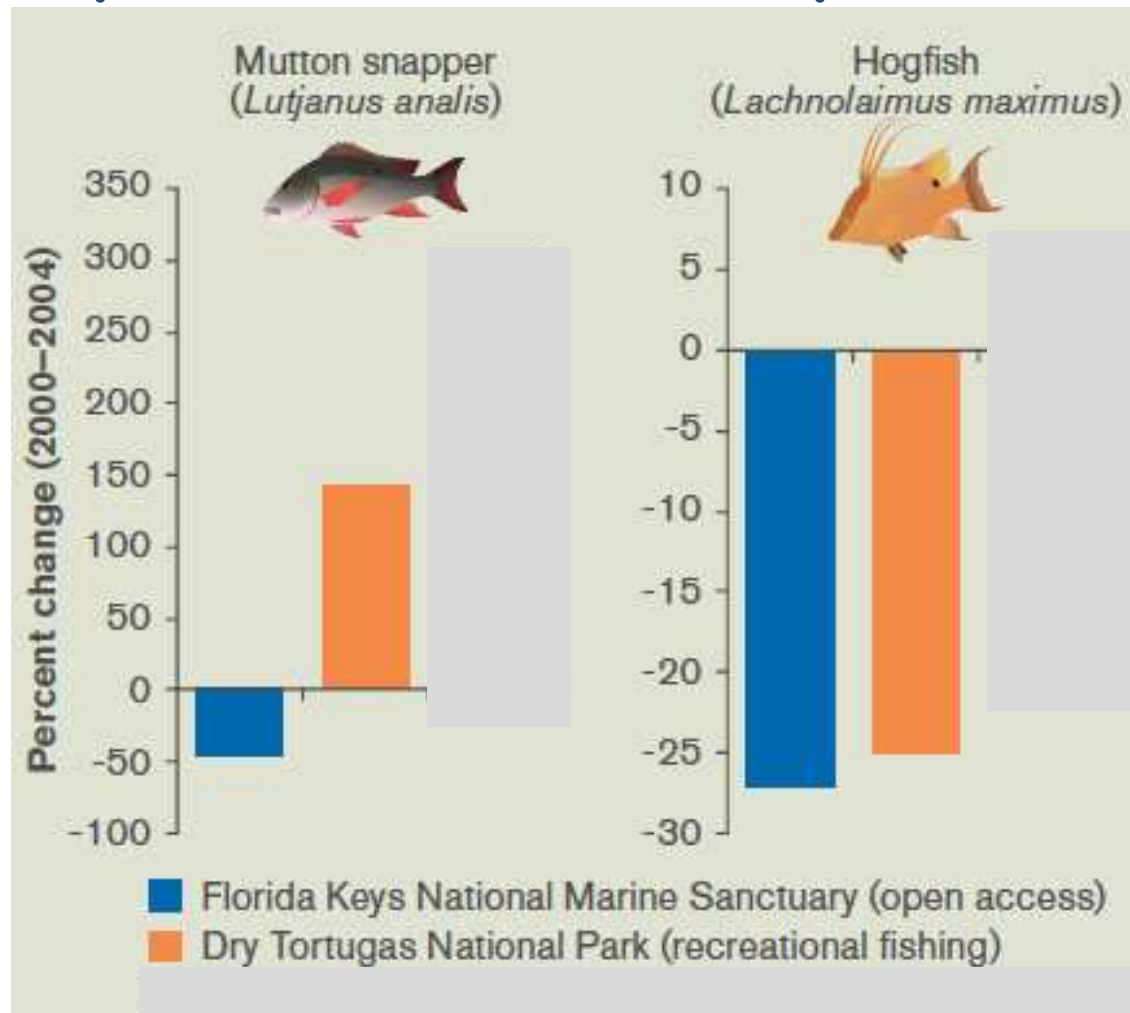 Mutton snapper
(Lutjanus analis)
Hogfish
(Lachnolaimus maximus)
Percent change (2000–2004)
350
300
250
200
150
100
50
0
-50
-100
10
5
0
-5
-10
-15
-20
-25
-30
Florida Keys National Marine Sanctuary (open access)
Dry Tortugas National Park (recreational fishing)